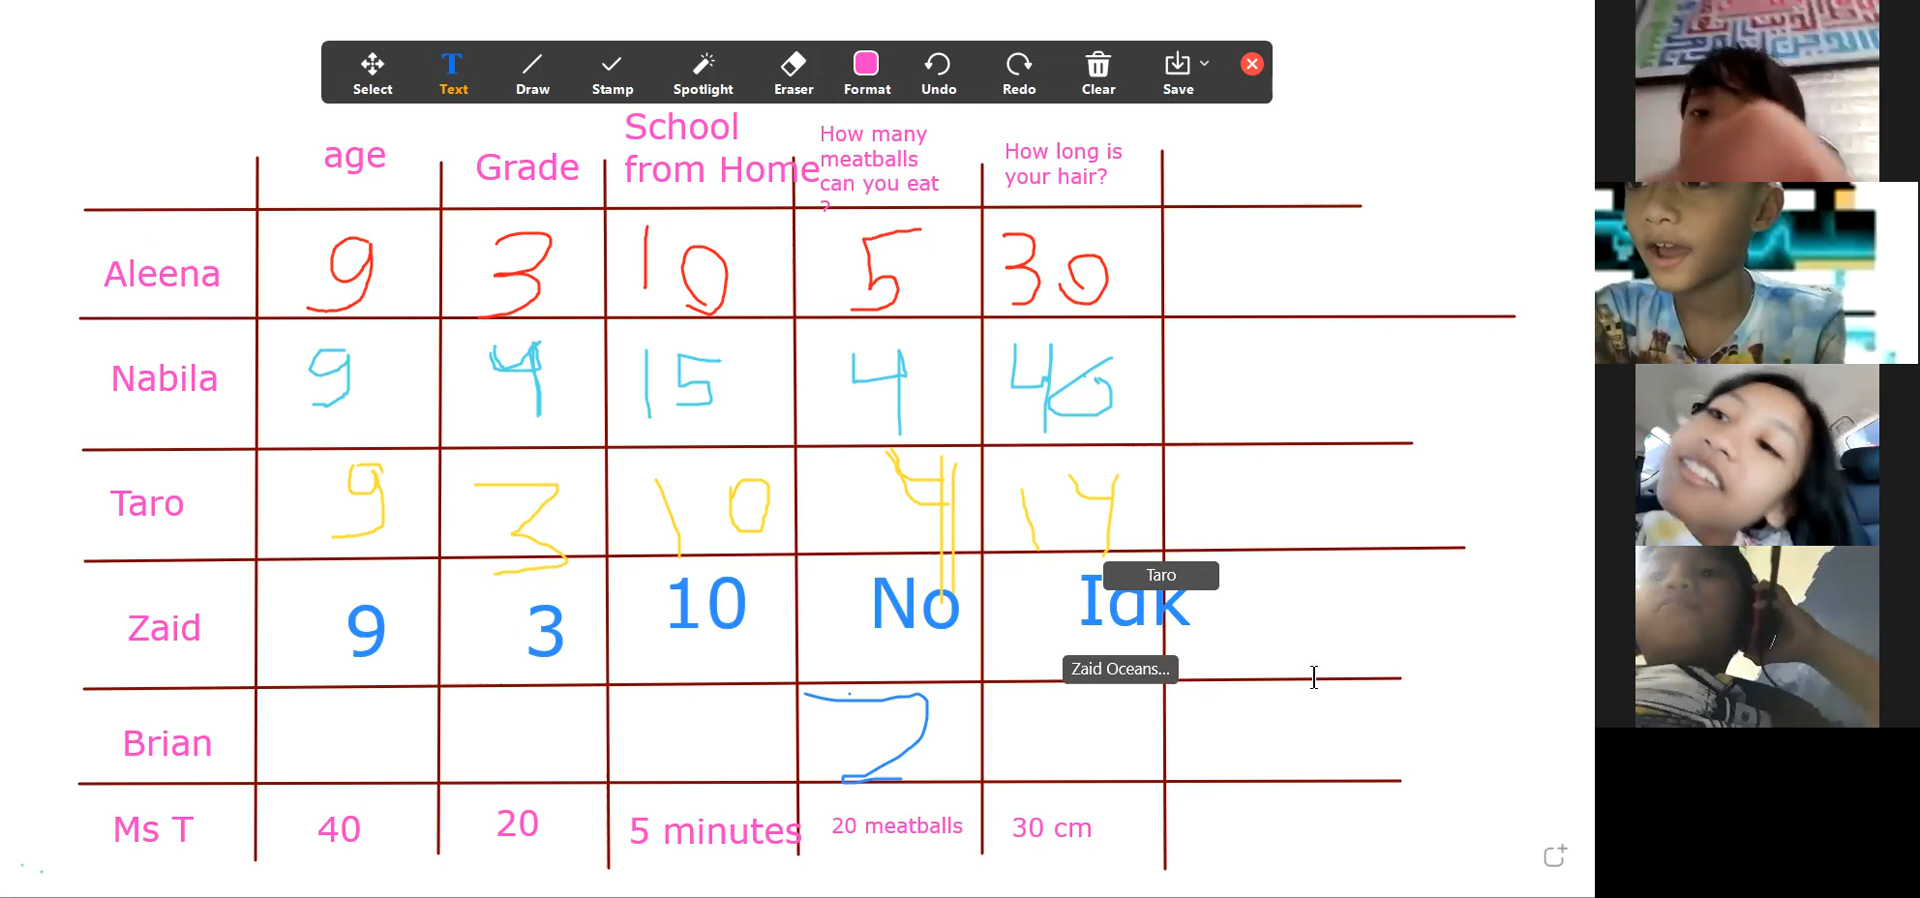 Select Text Draw Stamp Spotlight Eraser Format Undo Redo Clear Save
age
Grade
School
from Home
How many
meatballs
can you eat
?
How long is
your hair?
Aleena 9 3 10 5 30
Nabila 9 4 15 4
Taro 9 3 10 4 14
Taro
Zaid 9 3 10 No Idk
Zaid Oceans...
Brian 2
Ms T 40 20 5 minutes 20 meatballs 30 cm